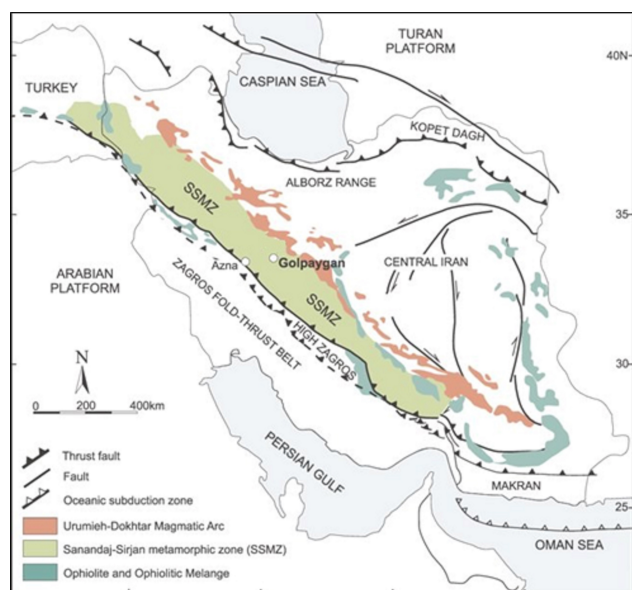 TURAN
PLATFORM
40N
TURKEY
CASPIAN SEA
KOPET DAGH
ALBORZ RANGE
35
SSMZ
Azna
Golpaygan
CENTRAL IRAN
ARABIAN
PLATFORM
ZAGROS FOLD-THRUST BELT
HIGH ZAGROS
SSMZ
30
N
0 200 400km
PERSIAN GULF
MAKRAN
25
OMAN SEA
Thrust fault
Fault
Oceanic subduction zone
Urumieh-Dokhtar Magmatic Arc
Sanandaj-Sirjan metamorphic zone (SSMZ)
Ophiolite and Ophiolitic Melange